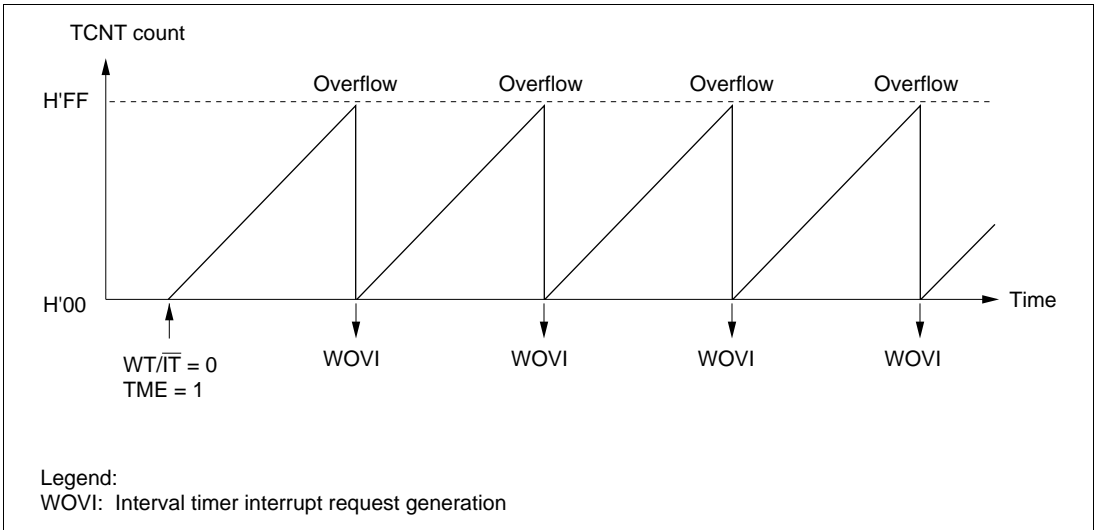 TCNT count
Overflow Overflow Overflow Overflow
H'FF
H'00
Time
WT/I̅T̅ = 0
TME = 1
WOVI WOVI WOVI WOVI
Legend:
WOVI: Interval timer interrupt request generation